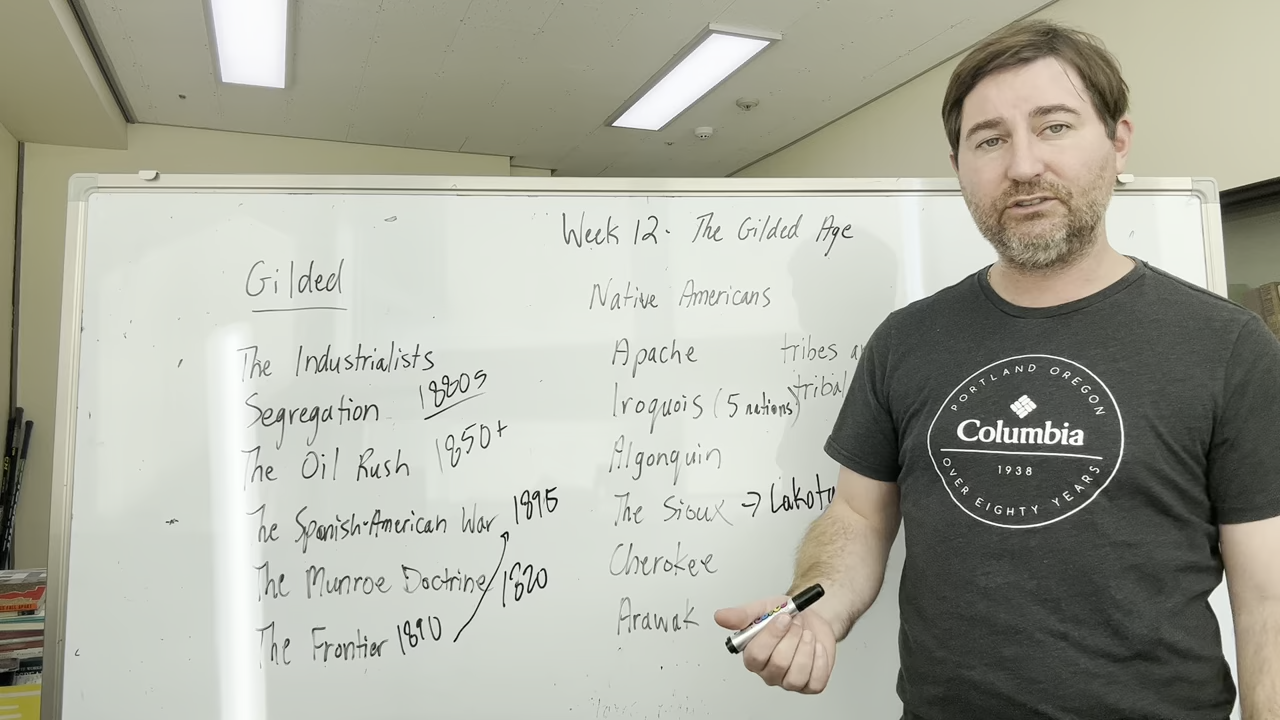 Week 12. The Gilded Age
Gilded
The Industrialists
Segregation 1880s
The Oil Rush 1850+
The Spanish-American War 1895
The Munroe Doctrine 1820
The Frontier 1890
Native Americans
Apache
tribes
Iroquois (5 nations)
tribal
Algonquin
The Sioux →
Cherokee
Arawak
PORTLAND OREGON
Columbia
1938
OVER EIGHTY YEARS